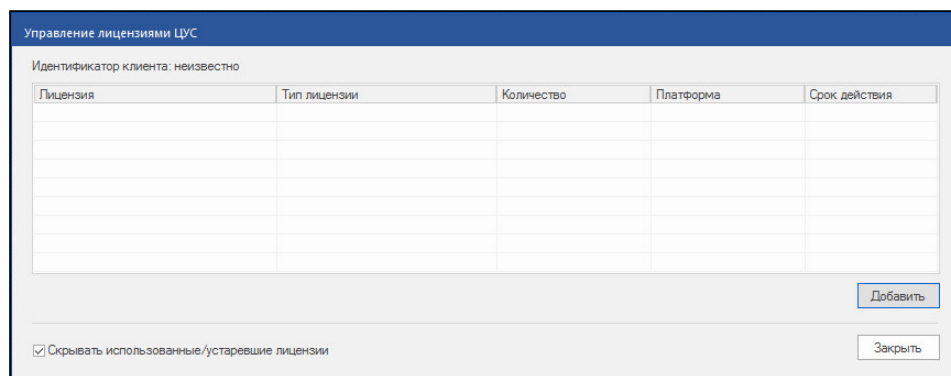 Управление лицензиями ЦУС
Идентификатор клиента: неизвестно
Лицензия Тип лицензии Количество Платформа Срок действия
Добавить
Скрывать использованные/устаревшие лицензии
Закрыть